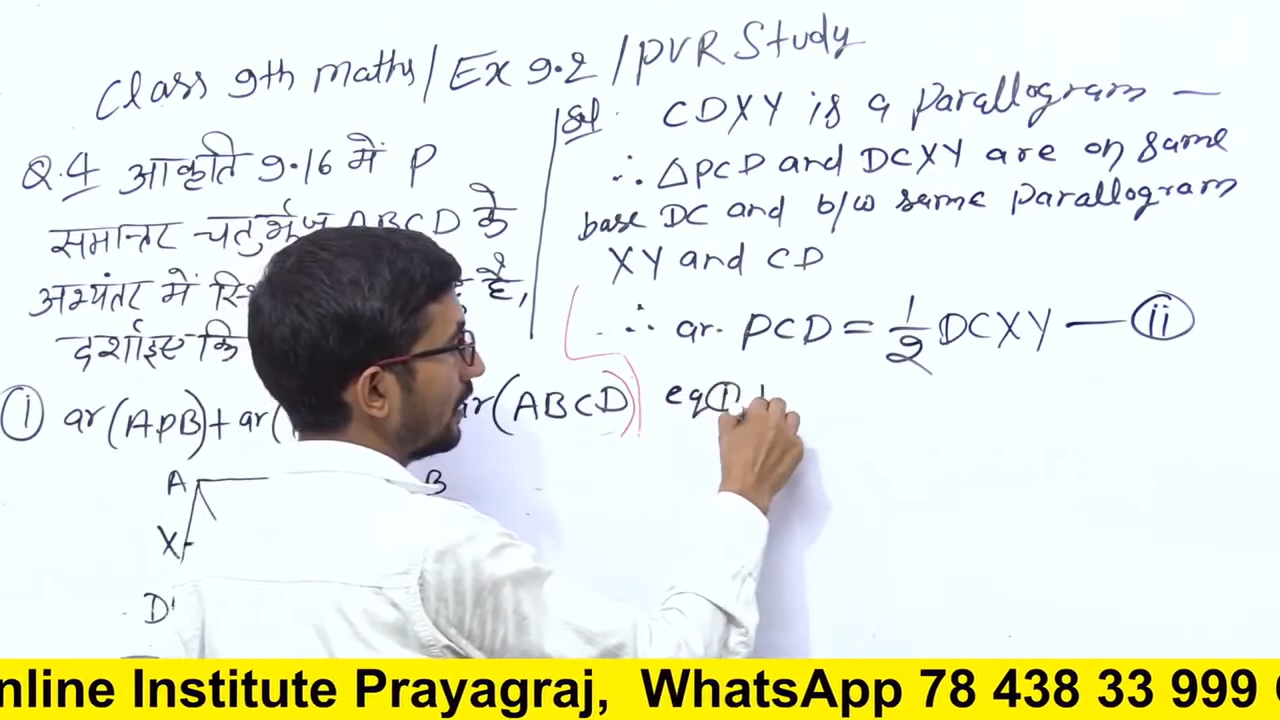 Class 9th maths/Ex 9.2/PVR Study
Q.4 आकृति 9.16 में P
समान्तर चतुर्भुज ABCD के
अभ्यंतर में है,
दर्शाइए कि
(i) ar(APB)+ar( ar(ABCD)
A B
X
D
Sol. CDXY is a Parallogram —
∴ △PCD and DCXY are on same
base DC and b/w same Parallogram
XY and CD
∴ ar. PCD = 1/2 DCXY — (ii)
eq (i)
nline Institute Prayagraj, WhatsApp 78 438 33 999